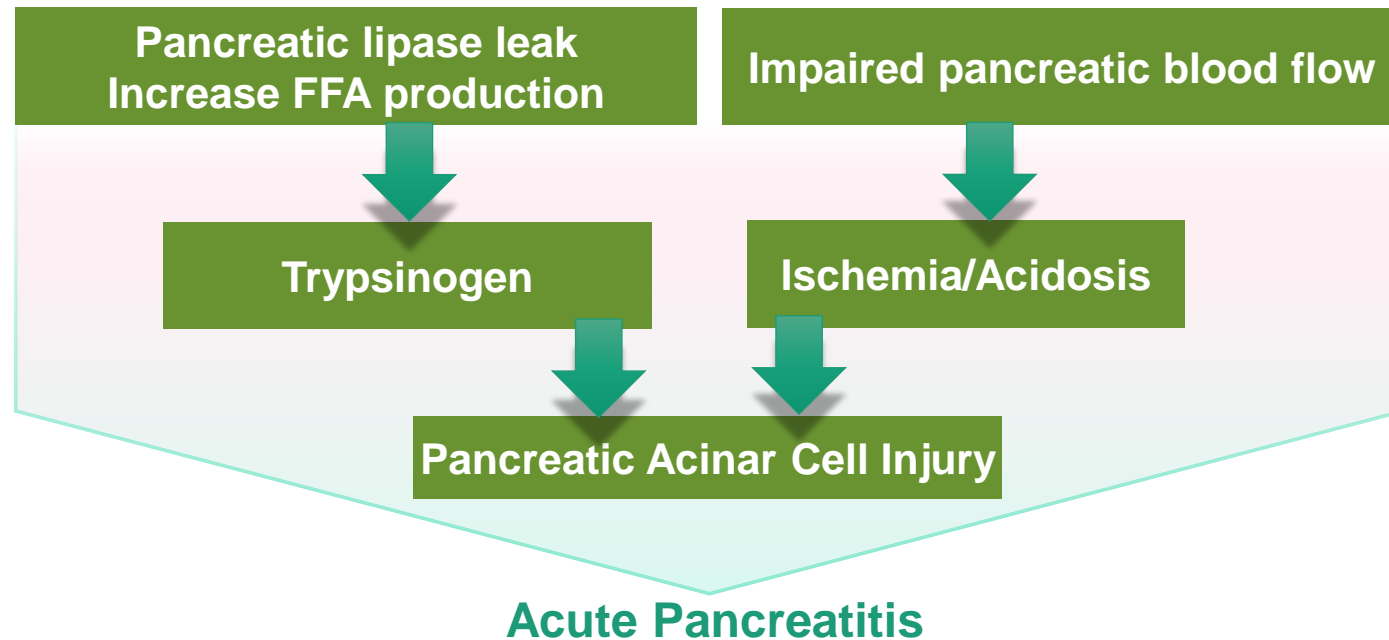 Pancreatic lipase leak
Increase FFA production
Impaired pancreatic blood flow
Trypsinogen
Ischemia/Acidosis
Pancreatic Acinar Cell Injury
Acute Pancreatitis